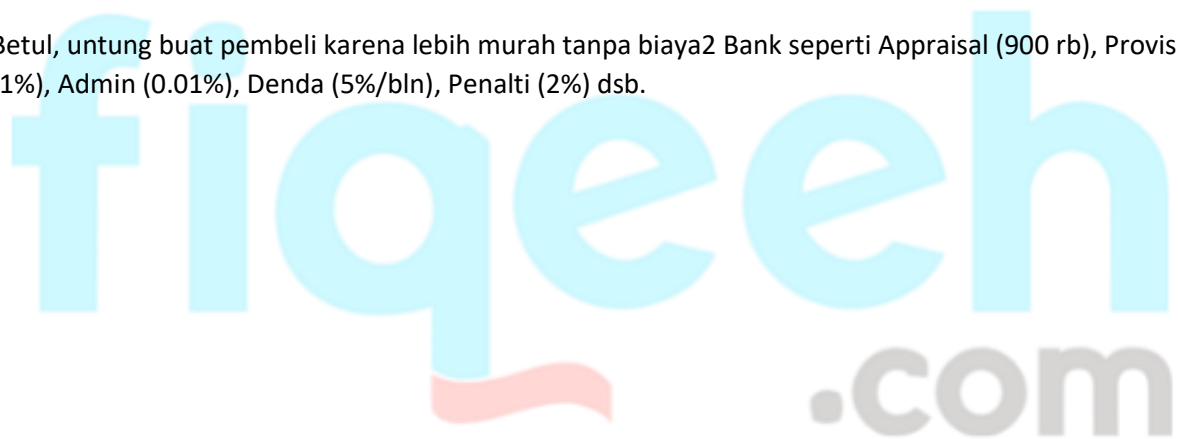 Betul, untung buat pembeli karena lebih murah tanpa biaya2 Bank seperti Appraisal (900 rb), Provis
1%), Admin (0.01%), Denda (5%/bln), Penalti (2%) dsb.
fiqeeh
.com